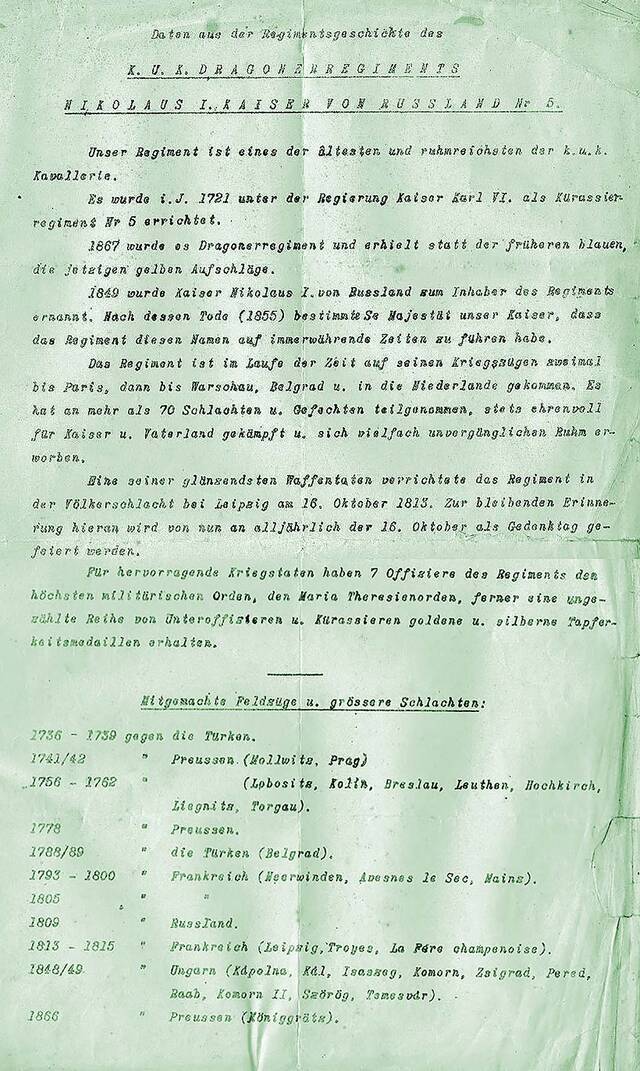 Daten aus der Regimentsgeschichte des
K. U. K. DRAGONERREGIMENTS
NIKOLAUS I. KAISER VON RUSSLAND Nr 5.
Unser Regiment ist eines der ältesten und ruhmreichsten der k.u.k.
Kavallerie.
Es wurde i.J. 1721 unter der Regierung Kaiser Karl VI. als Kürassier-
regiment Nr 5 errichtet.
1867 wurde es Dragonerregiment und erhielt statt der früheren blauen,
die jetzigen gelben Aufschläge.
1849 wurde Kaiser Nikolaus I. von Russland zum Inhaber des Regiments
ernannt. Nach dessen Tode (1855) bestimmte Se Majestät unser Kaiser, dass
das Regiment diesen Namen auf immerwährende Zeiten zu führen habe.
Das Regiment ist im Laufe der Zeit auf seinen Kriegszügen zweimal
bis Paris, dann bis Warschau, Belgrad u. in die Niederlande gekommen. Es
hat an mehr als 70 Schlachten u. Gefechten teilgenommen, stets ehrenvoll
für Kaiser u. Vaterland gekämpft u. sich vielfach unvergänglichen Ruhm er-
worben.
Eine seiner glänzendsten Waffentaten verrichtete das Regiment in
der Völkerschlacht bei Leipzig am 16. Oktober 1813. Zur bleibenden Erinne-
rung hieran wird von nun an alljährlich der 16. Oktober als Gedenktag ge-
feiert werden.
Für hervorragende Kriegstaten haben 7 Offiziere des Regiments den
höchsten militärischen Orden, den Maria Theresienorden, ferner eine unge-
zählte Reihe von Unteroffizieren u. Kürassieren goldene u. silberne Tapfer-
keitsmedaillen erhalten.
Mitgemachte Feldzüge u. grössere Schlachten:
1736 - 1739 gegen die Türken.
1741/42 " Preussen (Mollwitz, Prag)
1756 - 1762 " (Lobositz, Kolin, Breslau, Leuthen, Hochkirch,
Liegnitz, Torgau).
1778 " Preussen.
1788/89 " die Türken (Belgrad).
1793 - 1800 " Frankreich (Neerwinden, Avesnes le Sec, Mainz).
1805 " "
1809 " Russland.
1813 - 1815 " Frankreich (Leipzig, Troyes, La Fére champenoise).
1848/49 " Ungarn (Kápolna, Kál, Isaszeg, Komorn, Zsigrad, Pered,
Raab, Komorn II, Szörög, Temesvár).
1866 " Preussen (Königgrätz).